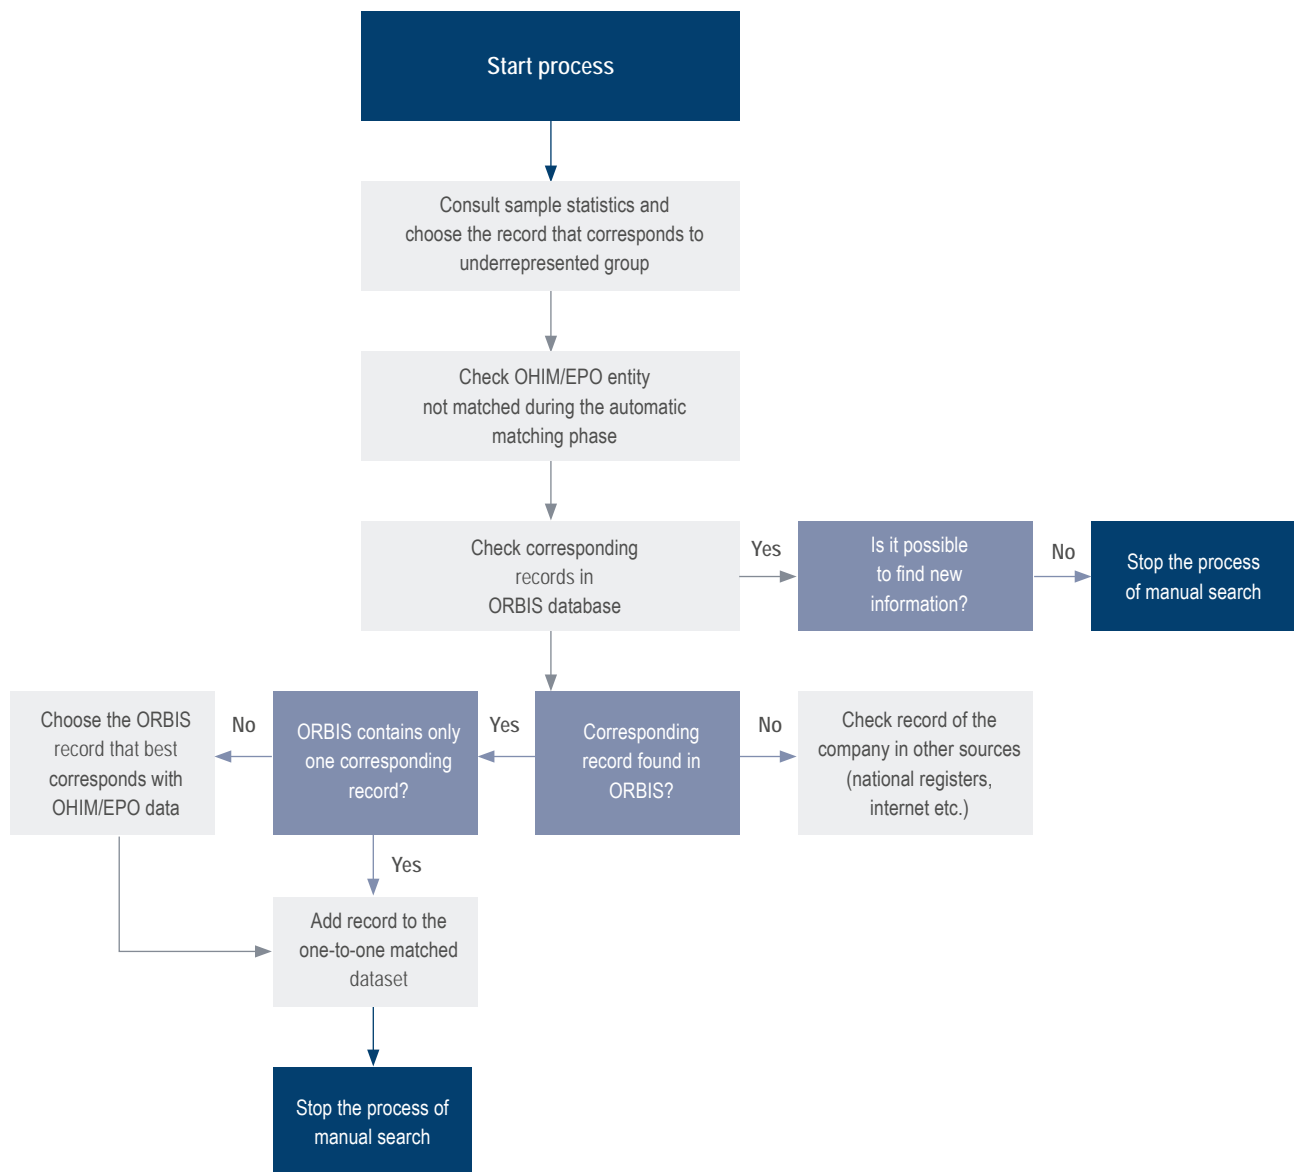 Start process
Consult sample statistics and
choose the record that corresponds to
underrepresented group
Check OHIM/EPO entity
not matched during the automatic
matching phase
Check corresponding
records in
ORBIS database
Yes
Is it possible
to find new
information?
No
Stop the process
of manual search
Choose the ORBIS
record that best
corresponds with
OHIM/EPO data
No
ORBIS contains only
one corresponding
record?
Yes
Corresponding
record found in
ORBIS?
No
Check record of the
company in other sources
(national registers,
internet etc.)
Yes
Add record to the
one-to-one matched
dataset
Stop the process of
manual search